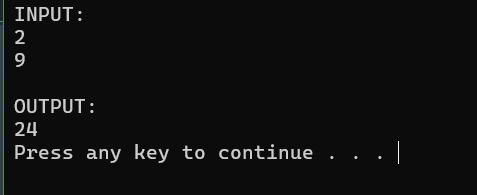 INPUT:
2
9
OUTPUT:
24
Press any key to continue . . .